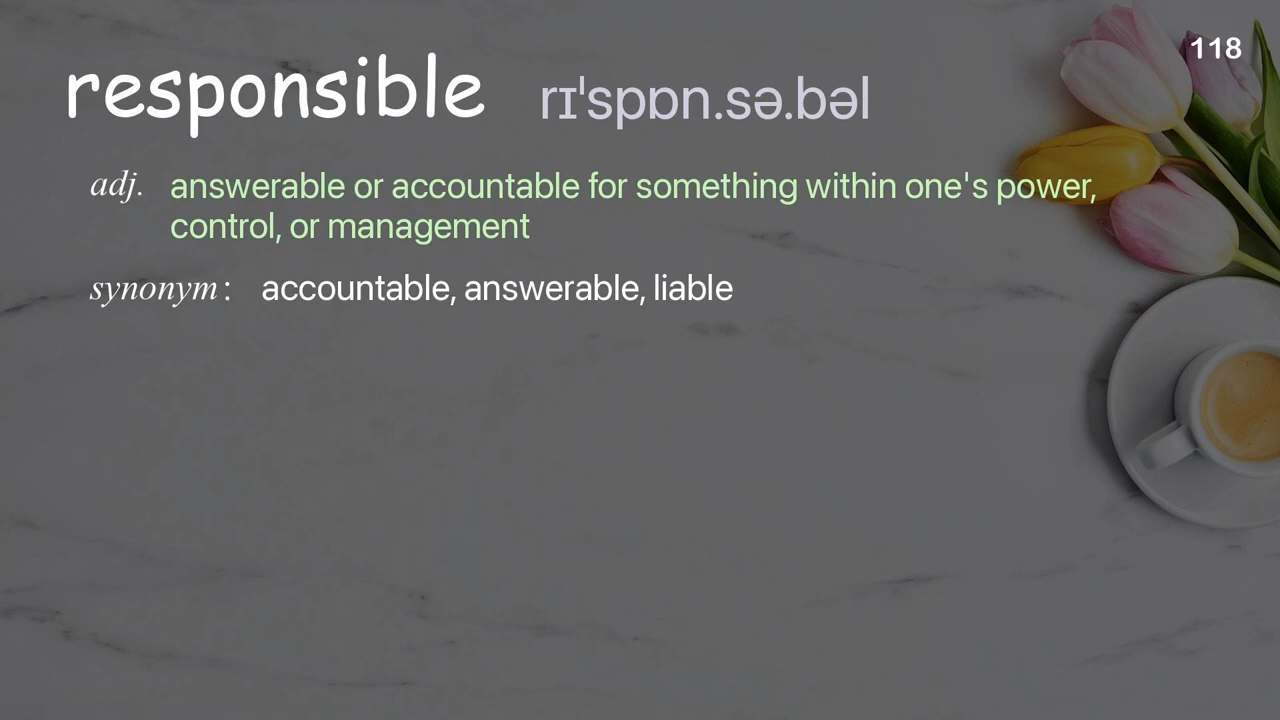 118
responsible rɪˈspɒn.sə.bəl
adj. answerable or accountable for something within one's power,
control, or management
synonym : accountable, answerable, liable